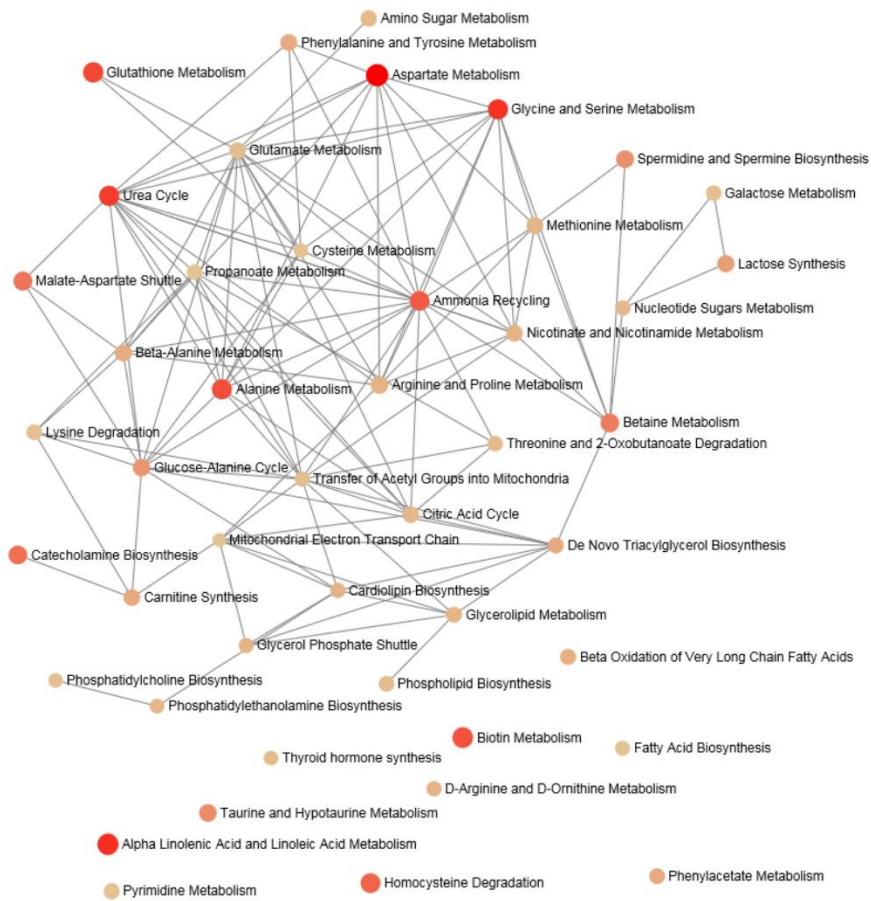 Amino Sugar Metabolism
Phenylalanine and Tyrosine Metabolism
Glutathione Metabolism
Aspartate Metabolism
Glycine and Serine Metabolism
Glutamate Metabolism
Spermidine and Spermine Biosynthesis
Urea Cycle
Galactose Metabolism
Methionine Metabolism
Cysteine Metabolism
Lactose Synthesis
Propanoate Metabolism
Malate-Aspartate Shuttle
Ammonia Recycling
Nucleotide Sugars Metabolism
Nicotinate and Nicotinamide Metabolism
Beta-Alanine Metabolism
Alanine Metabolism
Arginine and Proline Metabolism
Betaine Metabolism
Lysine Degradation
Threonine and 2-Oxobutanoate Degradation
Glucose-Alanine Cycle
Transfer of Acetyl Groups into Mitochondria
Citric Acid Cycle
Mitochondrial Electron Transport Chain
De Novo Triacylglycerol Biosynthesis
Catecholamine Biosynthesis
Cardiolipin Biosynthesis
Carnitine Synthesis
Glycerolipid Metabolism
Glycerol Phosphate Shuttle
Beta Oxidation of Very Long Chain Fatty Acids
Phosphatidylcholine Biosynthesis
Phospholipid Biosynthesis
Phosphatidylethanolamine Biosynthesis
Biotin Metabolism
Fatty Acid Biosynthesis
Thyroid hormone synthesis
D-Arginine and D-Ornithine Metabolism
Taurine and Hypotaurine Metabolism
Alpha Linolenic Acid and Linoleic Acid Metabolism
Phenylacetate Metabolism
Homocysteine Degradation
Pyrimidine Metabolism